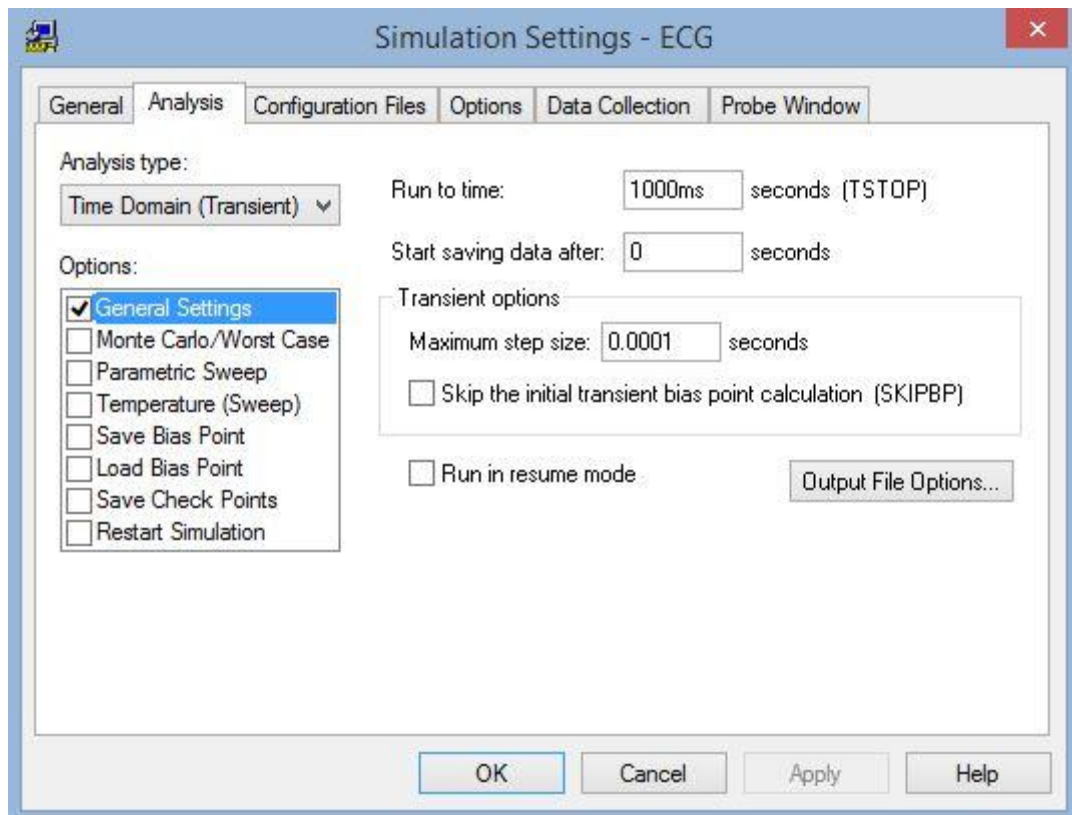 Simulation Settings - ECG
General Analysis Configuration Files Options Data Collection Probe Window
Analysis type:
Time Domain (Transient)
Options:
General Settings
Monte Carlo/Worst Case
Parametric Sweep
Temperature (Sweep)
Save Bias Point
Load Bias Point
Save Check Points
Restart Simulation
Run to time: 1000ms seconds (TSTOP)
Start saving data after: 0 seconds
Transient options
Maximum step size: 0.0001 seconds
Skip the initial transient bias point calculation (SKIPBP)
Run in resume mode
Output File Options...
OK Cancel Apply Help